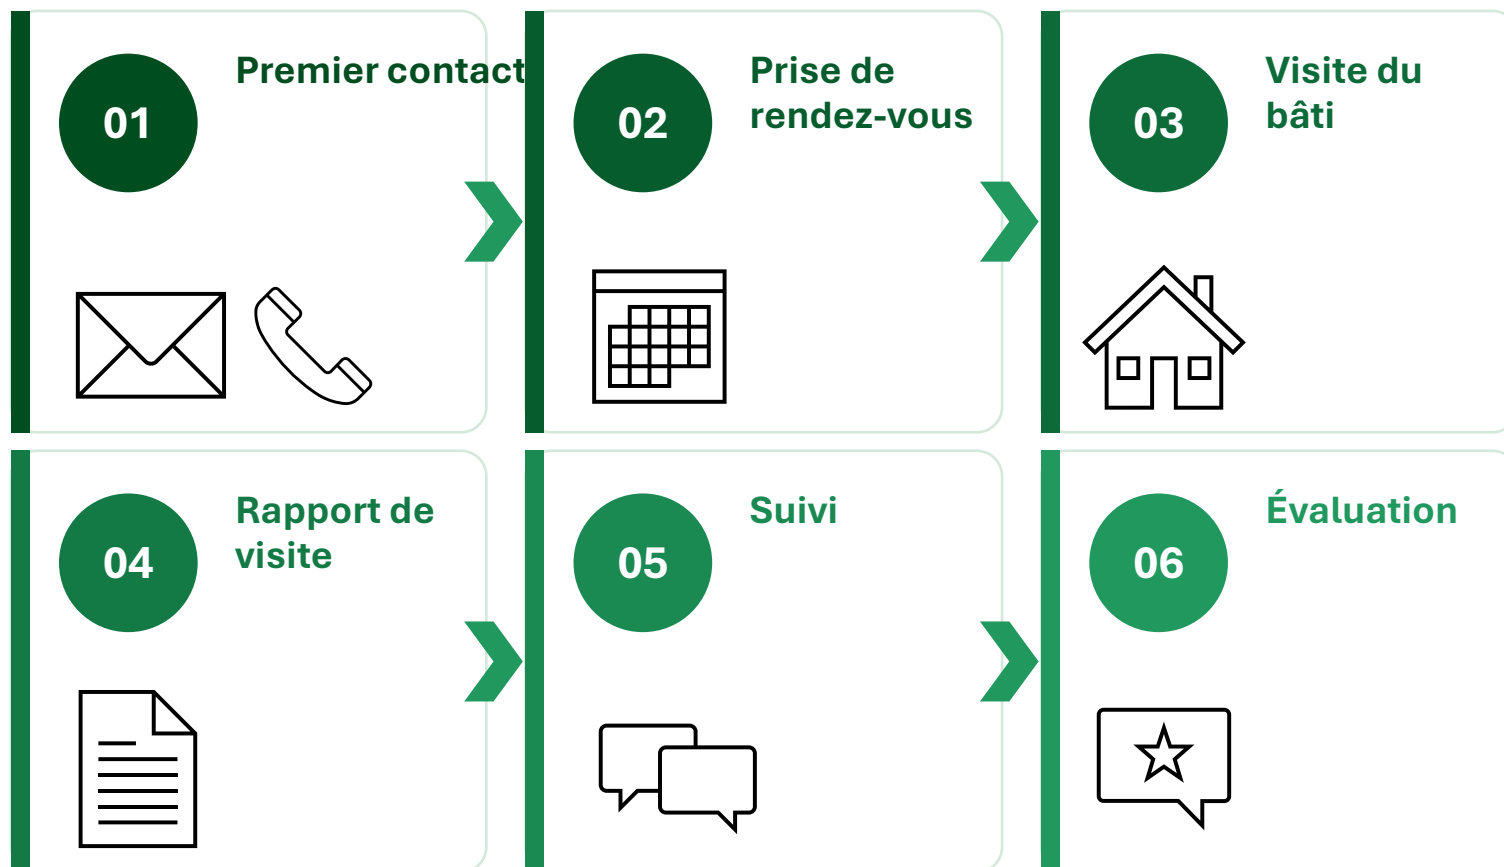 01
Premier contact
02
Prise de
rendez-vous
03
Visite du
bâti
04
Rapport de
visite
05
Suivi
06
Évaluation